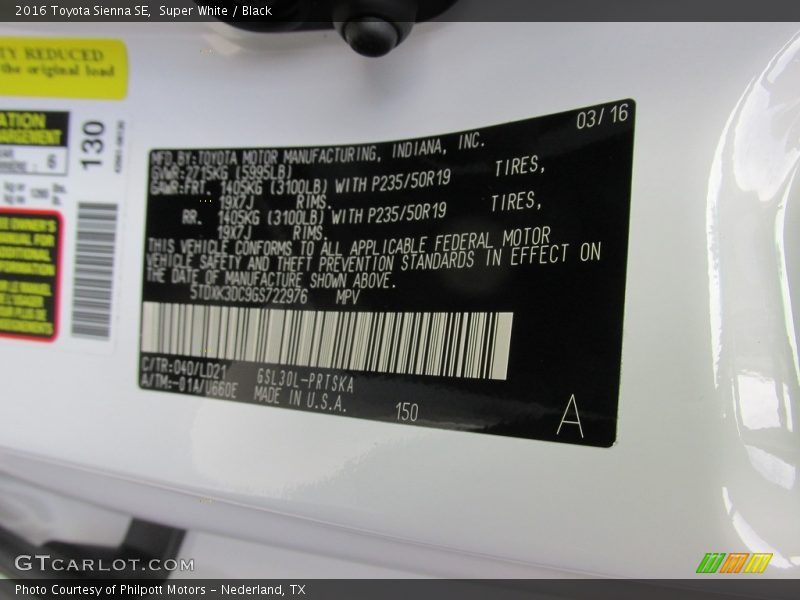 2016 Toyota Sienna SE, Super White / Black
TY REDUCED
the original load
ATION
130
6
03/16
MFD.BY:TOYOTA MOTOR MANUFACTURING, INDIANA, INC.
GVWR:2715KG (5995LB)
GAWR:FRT. 1405KG (3100LB) WITH P235/50R19 TIRES,
19X7J RIMS.
RR. 1405KG (3100LB) WITH P235/50R19 TIRES,
19X7J RIMS.
THIS VEHICLE CONFORMS TO ALL APPLICABLE FEDERAL MOTOR
VEHICLE SAFETY AND THEFT PREVENTION STANDARDS IN EFFECT ON
THE DATE OF MANUFACTURE SHOWN ABOVE.
5TDXK3DC9GS722976 MPV
C/TR:040/LD21 GSL30L-PRTSKA
A/TM:-01A/U660E MADE IN U.S.A. 150
A
GTCARLOT.COM
Photo Courtesy of Philpott Motors - Nederland, TX